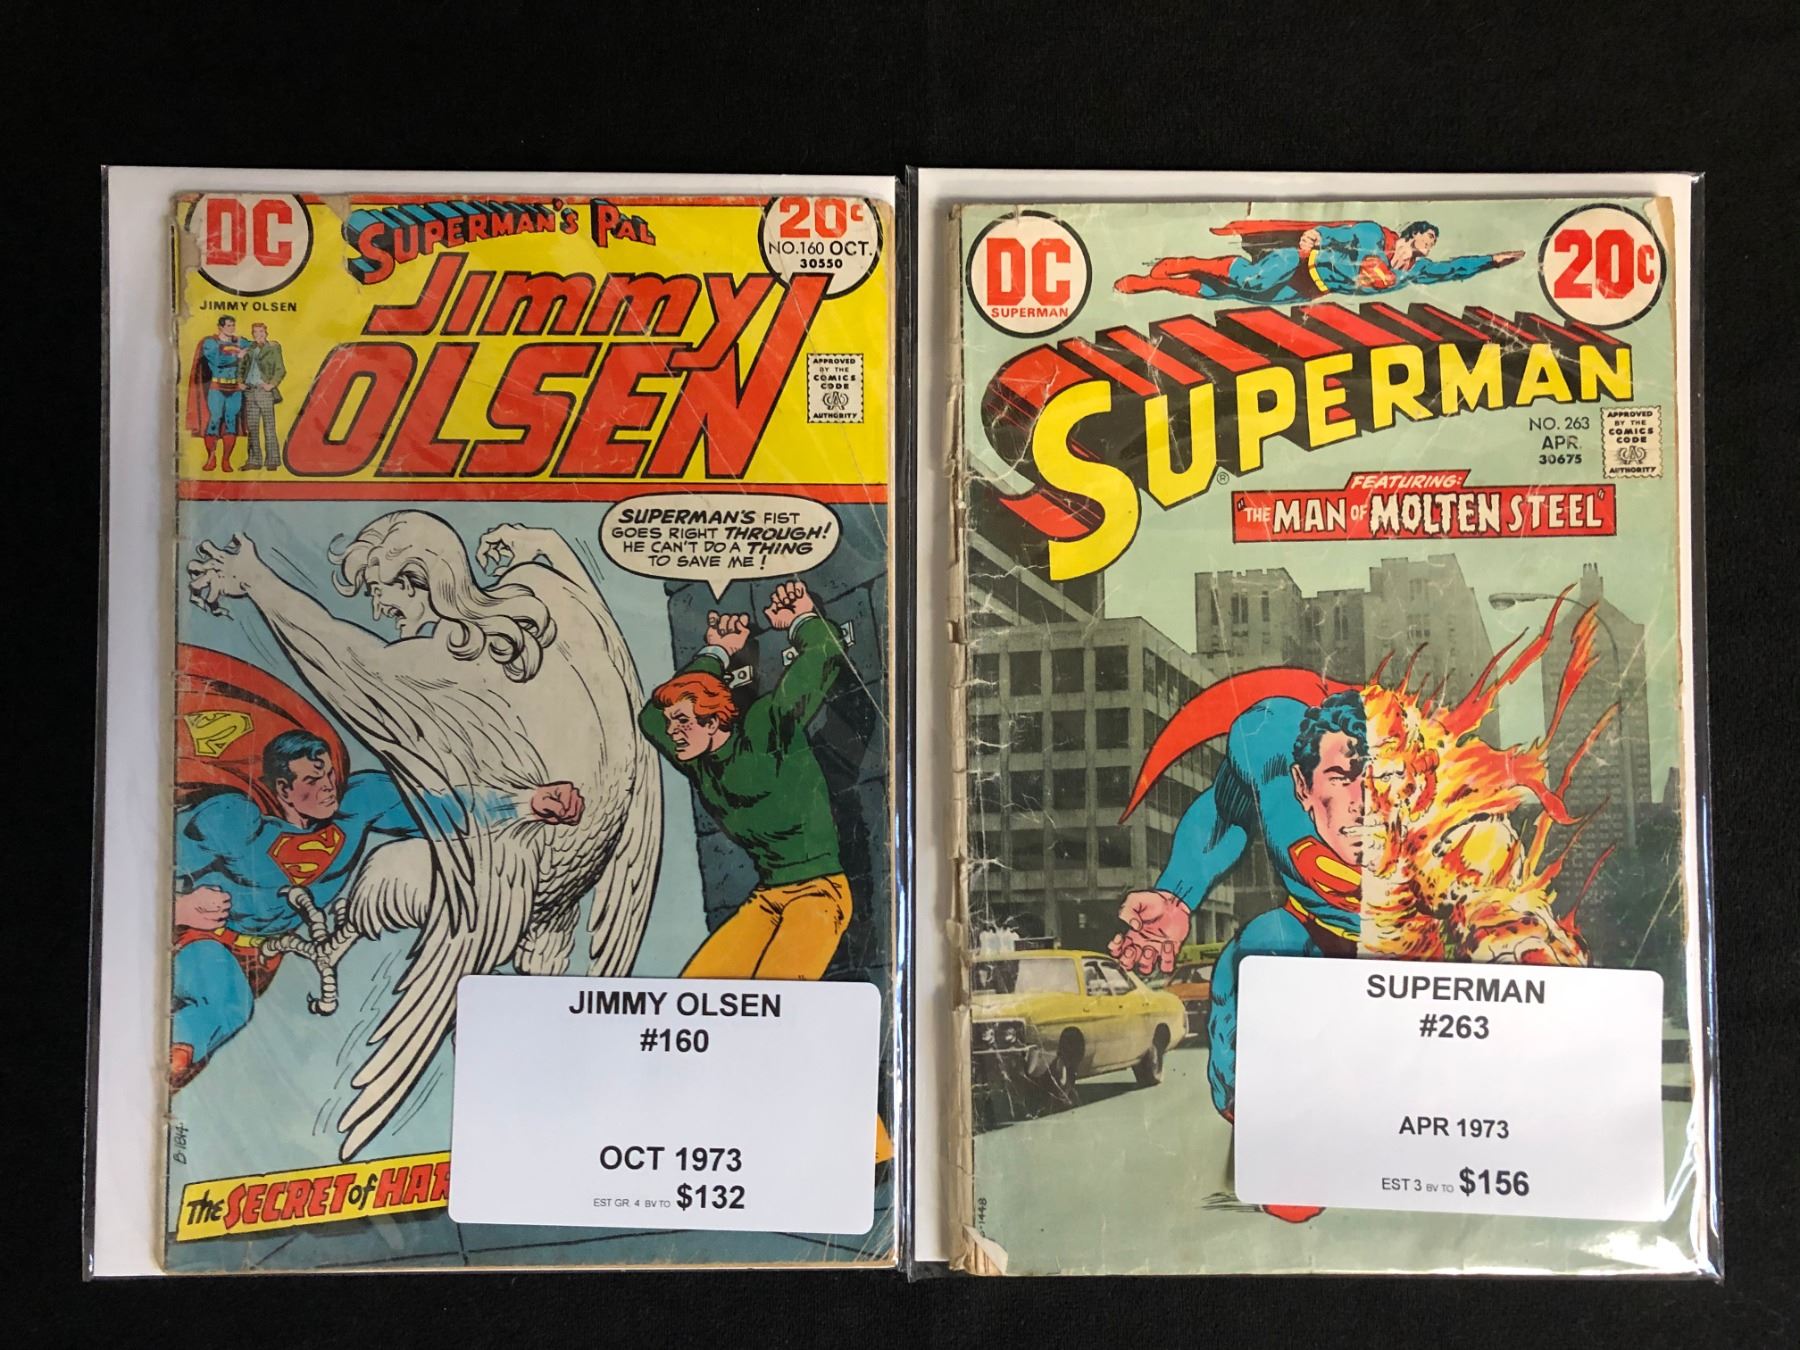 DC
SUPERMAN'S PAL
20¢
NO.160 OCT.
30550
JIMMY OLSEN
JIMMY
OLSEN
APPROVED
BY THE
COMICS
CODE
AUTHORITY
SUPERMAN'S FIST
GOES RIGHT THROUGH!
HE CAN'T DO A THING
TO SAVE ME!
The SECRET of HAR
B-1814
JIMMY OLSEN
#160
OCT 1973
EST GR. 4 BV TO $132
DC
SUPERMAN
20¢
SUPERMAN
®
NO. 263
APR.
30675
APPROVED
BY THE
COMICS
CODE
AUTHORITY
FEATURING:
"THE MAN OF MOLTEN STEEL"
-1448
SUPERMAN
#263
APR 1973
EST 3 BV TO $156